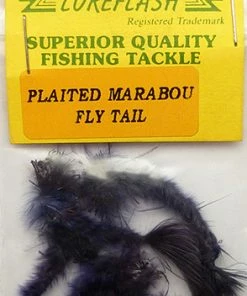 LUREFLASH
Registered Trademark
SUPERIOR QUALITY
FISHING TACKLE
PLAITED MARABOU
FLY TAIL